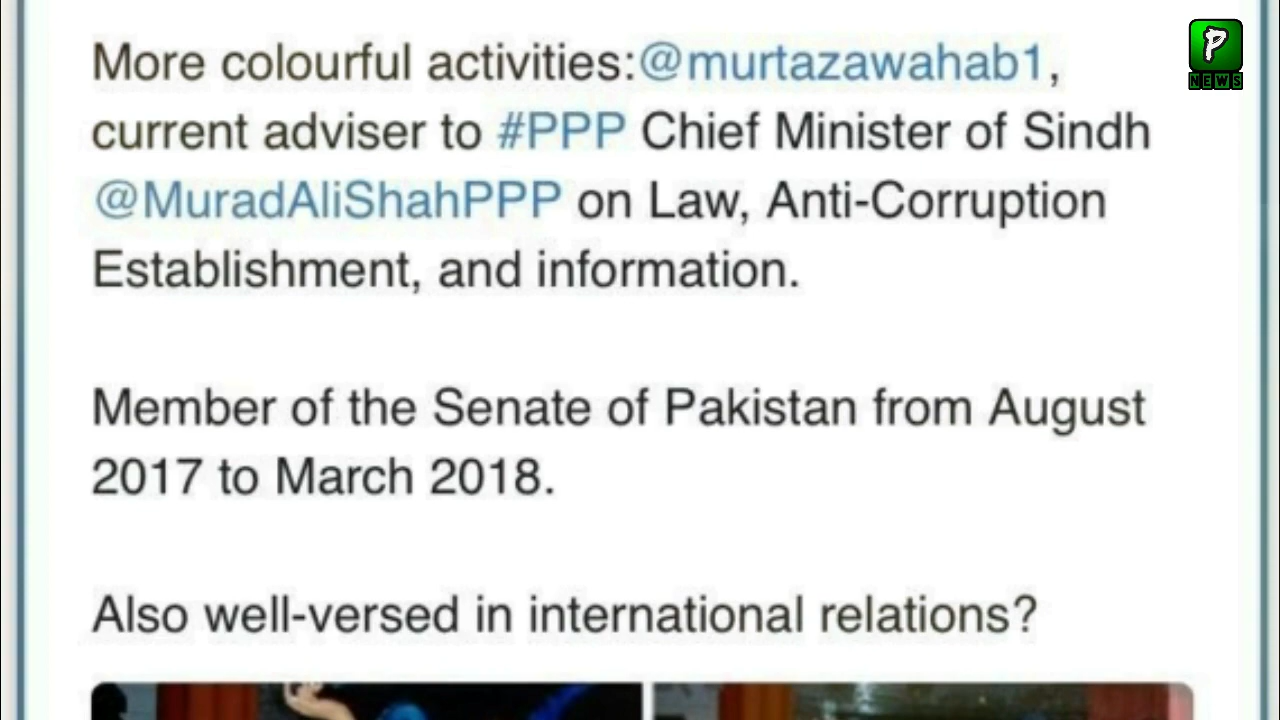 P
NEWS
More colourful activities:@murtazawahab1,
current adviser to #PPP Chief Minister of Sindh
@MuradAliShahPPP on Law, Anti-Corruption
Establishment, and information.
Member of the Senate of Pakistan from August
2017 to March 2018.
Also well-versed in international relations?